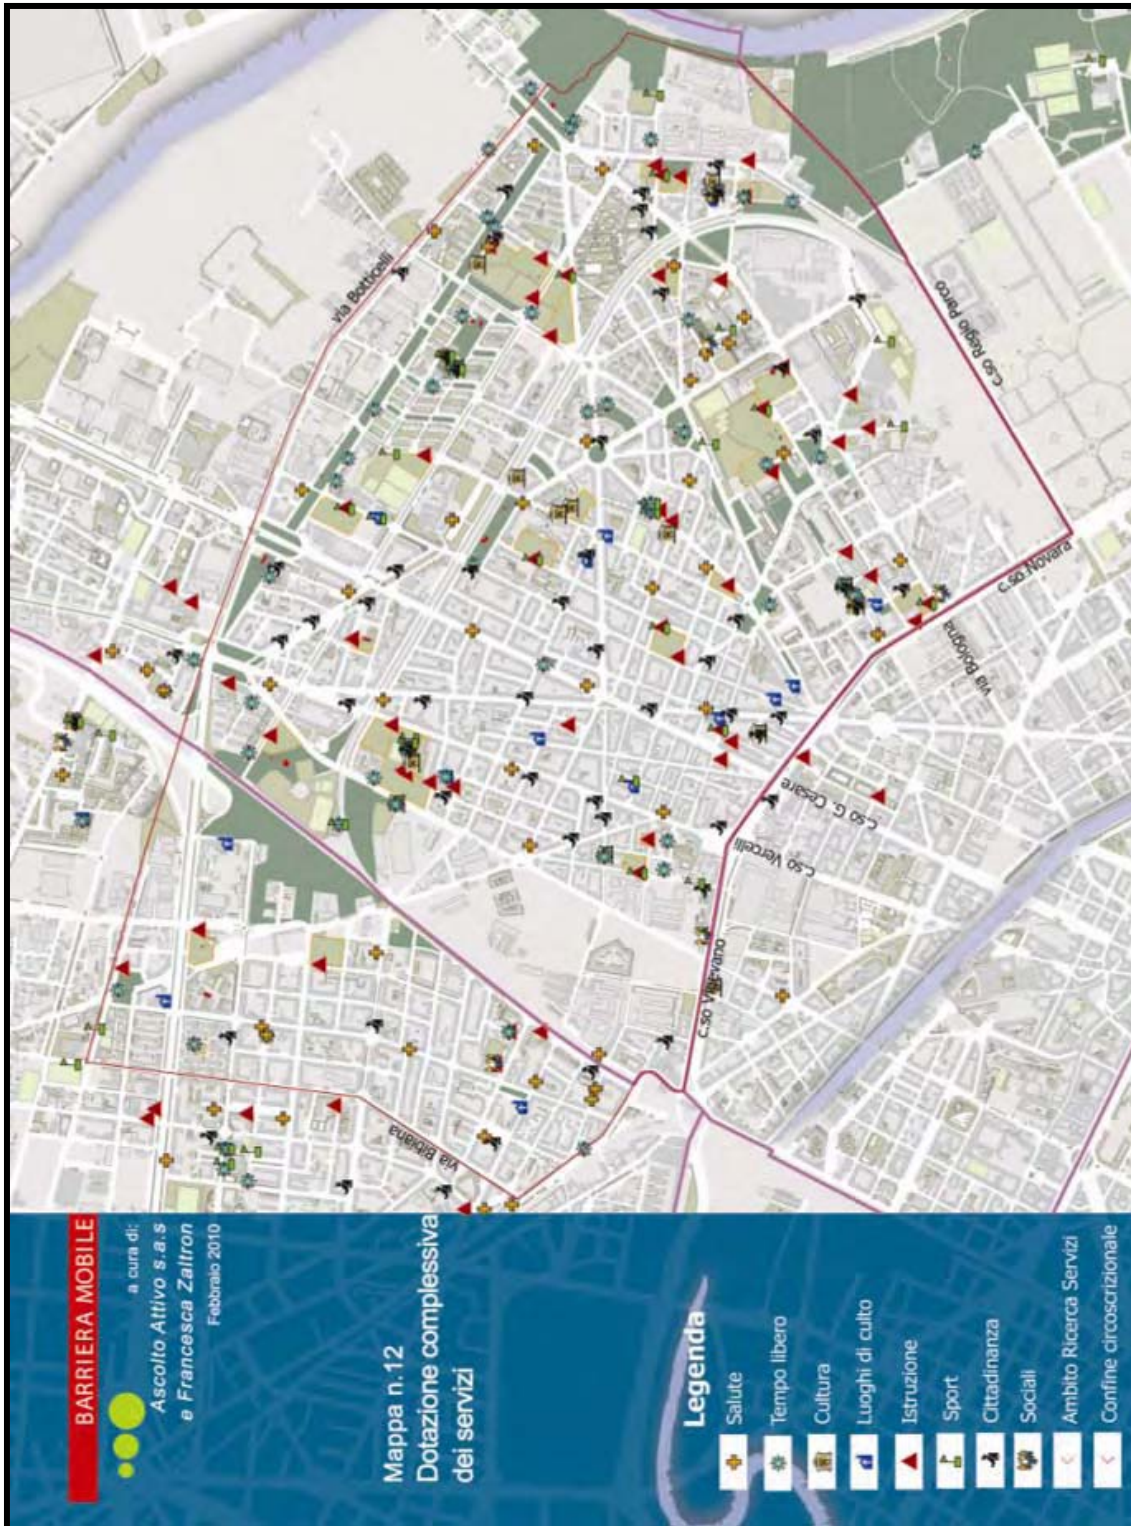 BARRIERA MOBILE
a cura di:
Ascolto Attivo s.a.s
e Francesca Zaltron
Febbraio 2010
Mappa n.12
Dotazione complessiva
dei servizi
Legenda
Salute
Tempo libero
Cultura
Luoghi di culto
Istruzione
Sport
Cittadinanza
Sociali
Ambito Ricerca Servizi
Confine circoscrizionale
via Botticelli
c.so Regio Parco
c.so Novara
via Bologna
c.so G. Cesare
c.so Vercelli
c.so Vigevano
via Bibiana